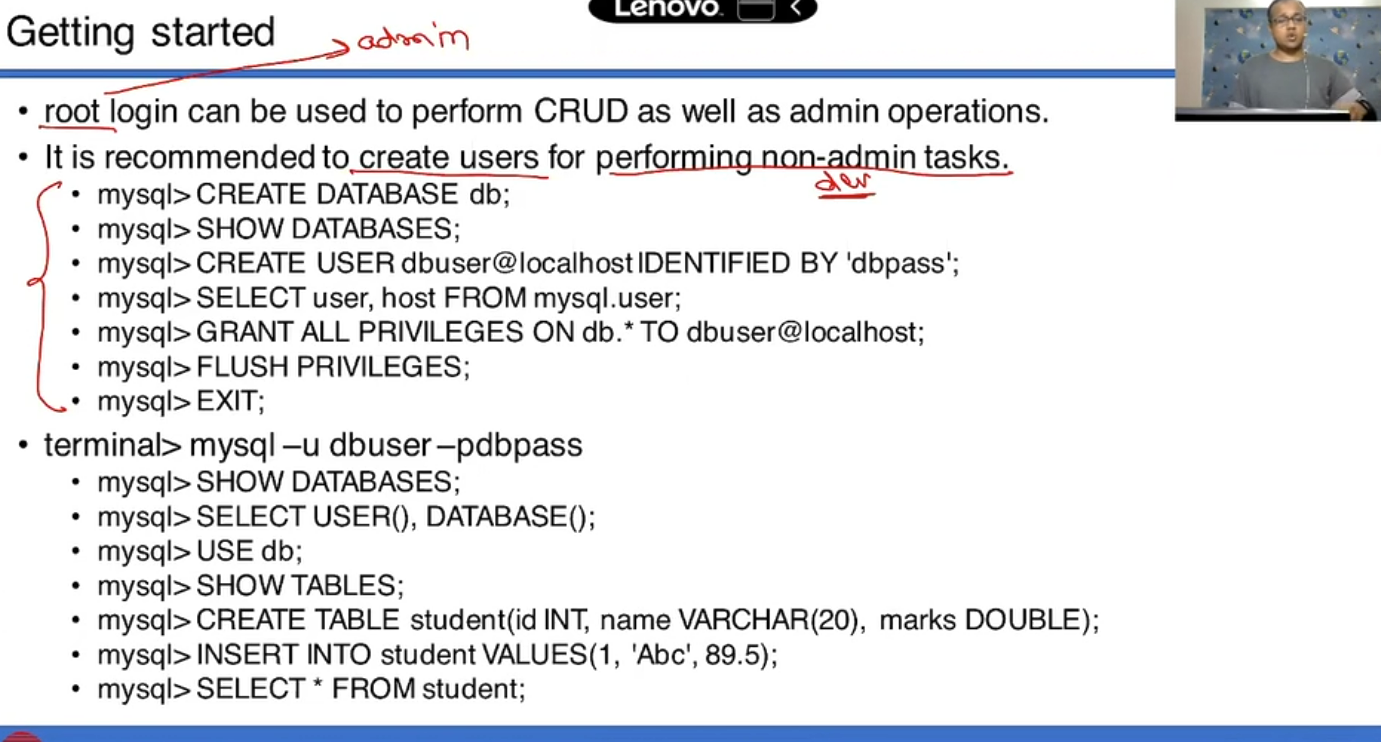 Lenovo
Getting started
admin
• root login can be used to perform CRUD as well as admin operations.
• It is recommended to create users for performing non-admin tasks.
dev
• mysql> CREATE DATABASE db;
• mysql> SHOW DATABASES;
• mysql> CREATE USER dbuser@localhost IDENTIFIED BY 'dbpass';
• mysql> SELECT user, host FROM mysql.user;
• mysql> GRANT ALL PRIVILEGES ON db.* TO dbuser@localhost;
• mysql> FLUSH PRIVILEGES;
• mysql> EXIT;
• terminal> mysql –u dbuser –pdbpass
• mysql> SHOW DATABASES;
• mysql> SELECT USER(), DATABASE();
• mysql> USE db;
• mysql> SHOW TABLES;
• mysql> CREATE TABLE student(id INT, name VARCHAR(20), marks DOUBLE);
• mysql> INSERT INTO student VALUES(1, 'Abc', 89.5);
• mysql> SELECT * FROM student;